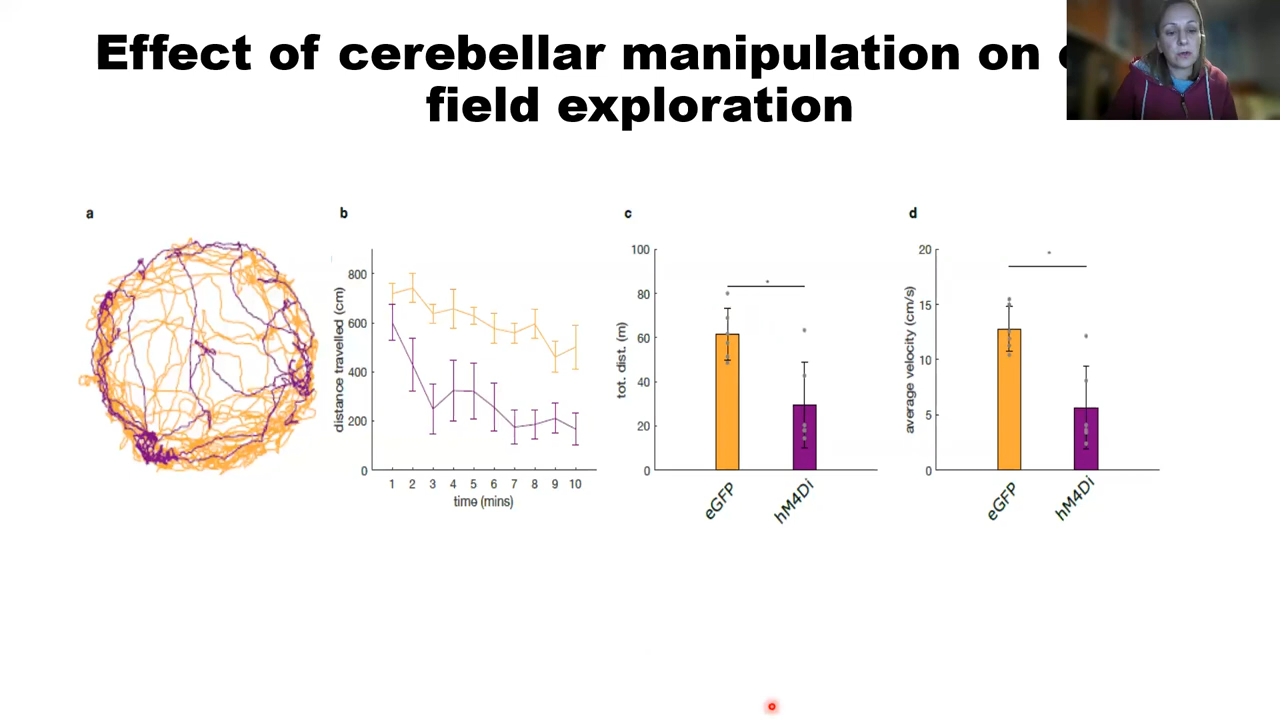 Effect of cerebellar manipulation on
field exploration
a
b
c
d
distance travelled (cm)
800
600
400
200
0
1 2 3 4 5 6 7 8 9 10
time (mins)
tot. dist. (m)
100
80
60
40
20
0
*
eGFP
hM4Di
average velocity (cm/s)
20
15
10
5
0
*
eGFP
hM4Di